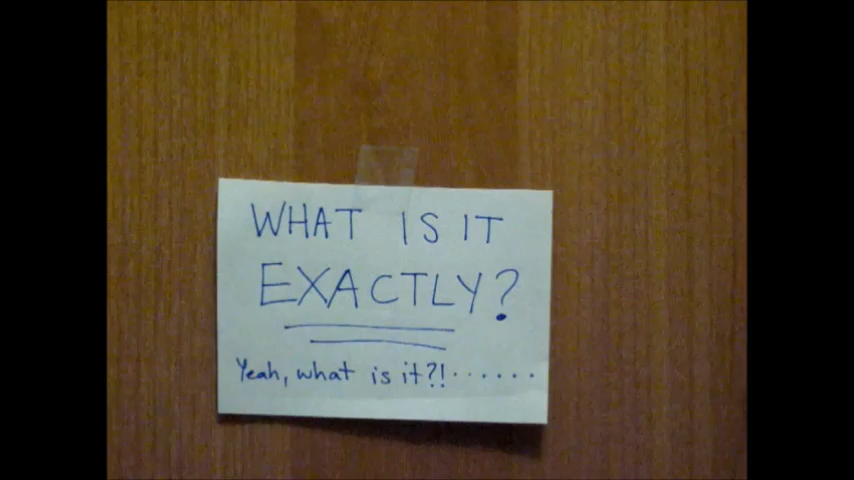 WHAT IS IT
EXACTLY?
Yeah, what is it?!......